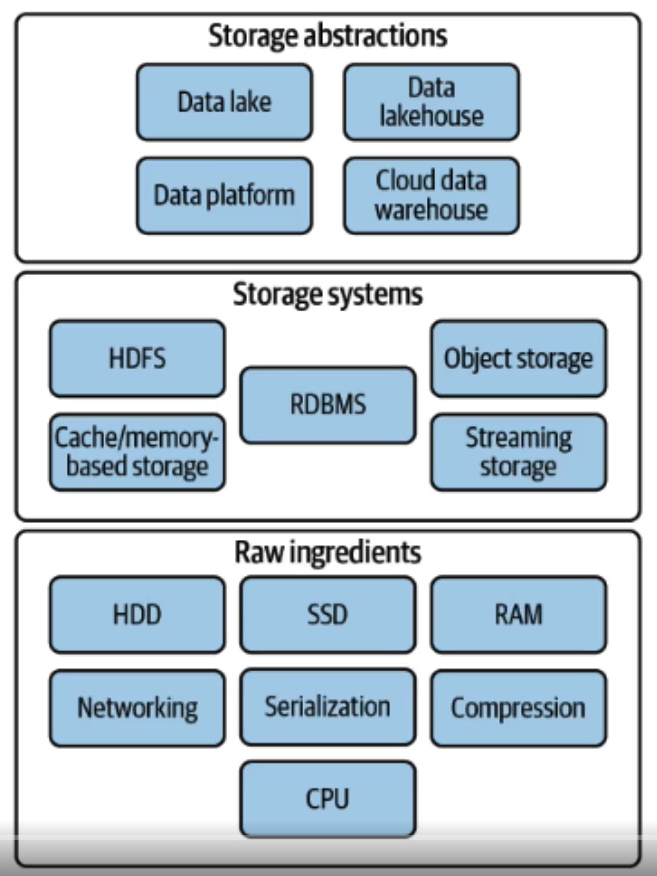 Storage abstractions
Data lake
Data
lakehouse
Data platform
Cloud data
warehouse
Storage systems
HDFS
Object storage
RDBMS
Cache/memory-
based storage
Streaming
storage
Raw ingredients
HDD
SSD
RAM
Networking
Serialization
Compression
CPU